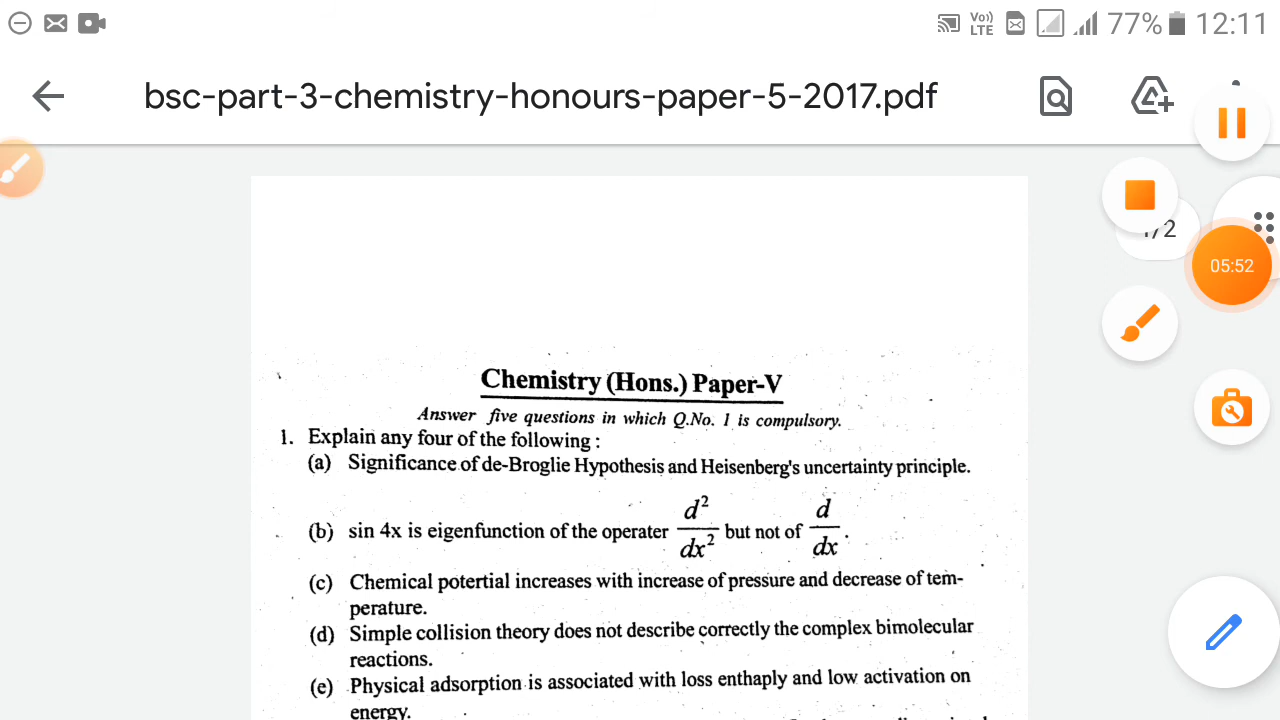 Vo)) LTE 77% 12:11
bsc-part-3-chemistry-honours-paper-5-2017.pdf
/2
05:52
Chemistry (Hons.) Paper-V
Answer five questions in which Q.No. 1 is compulsory.
1. Explain any four of the following :
(a) Significance of de-Broglie Hypothesis and Heisenberg's uncertainty principle.
(b) sin 4x is eigenfunction of the operater d²/dx² but not of d/dx.
(c) Chemical potertial increases with increase of pressure and decrease of tem-
perature.
(d) Simple collision theory does not describe correctly the complex bimolecular
reactions.
(e) Physical adsorption is associated with loss enthaply and low activation on
energy.